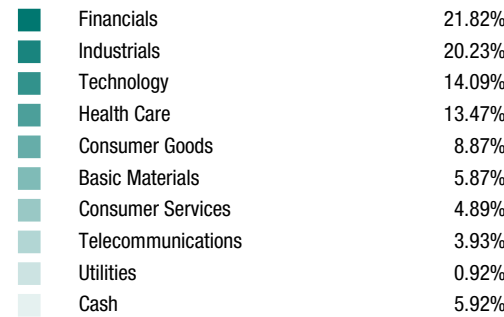 Financials 21.82%
Industrials 20.23%
Technology 14.09%
Health Care 13.47%
Consumer Goods 8.87%
Basic Materials 5.87%
Consumer Services 4.89%
Telecommunications 3.93%
Utilities 0.92%
Cash 5.92%